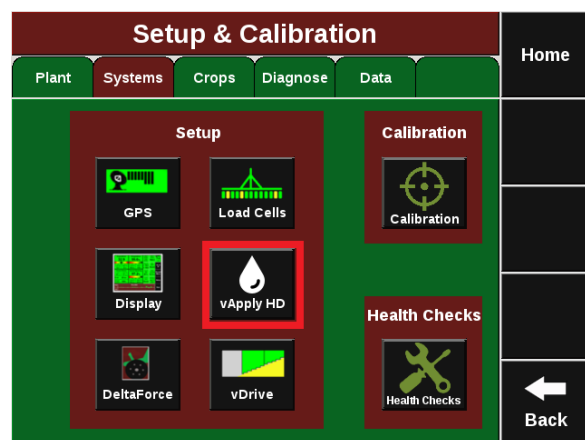 Setup & Calibration
Home
Plant
Systems
Crops
Diagnose
Data
Setup
Calibration
GPS
Load Cells
Calibration
Display
vApply HD
Health Checks
DeltaForce
vDrive
Health Checks
Back